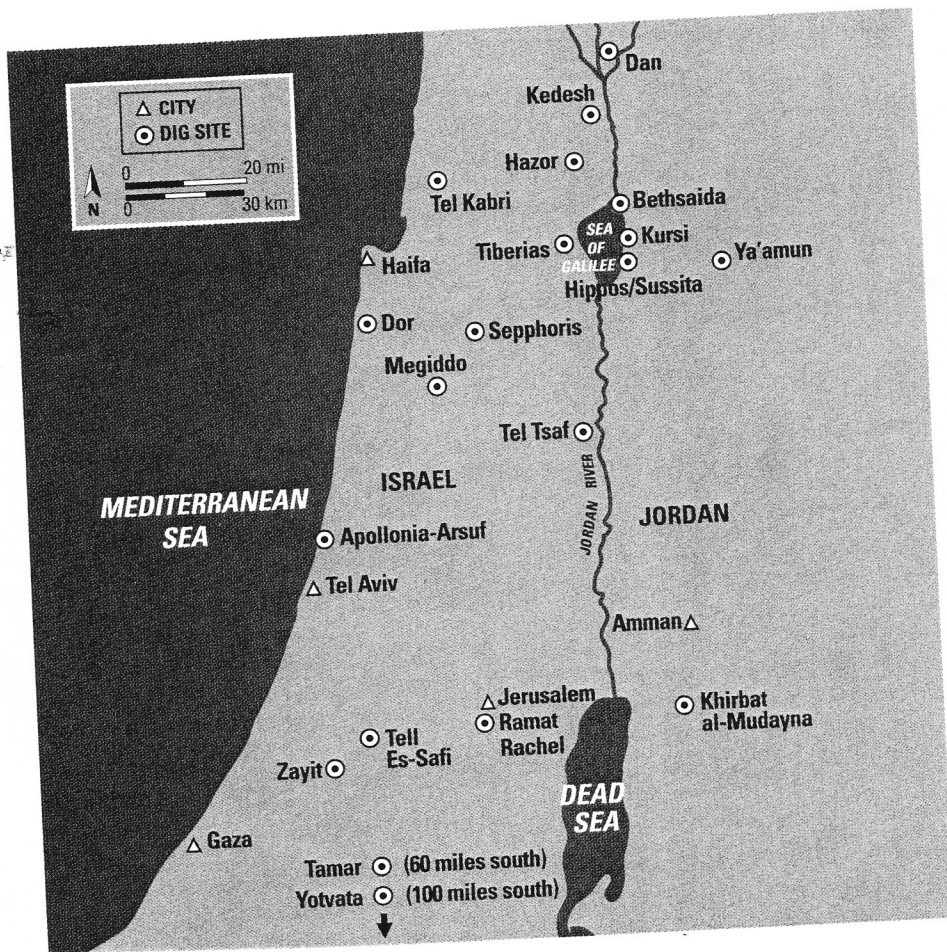 CITY
DIG SITE
0 20 mi
0 30 km
N
Dan
Kedesh
Hazor
Tel Kabri
Bethsaida
SEA
OF
GALILEE
Kursi
Tiberias
Ya'amun
Haifa
Hippos/Sussita
Dor
Sepphoris
Megiddo
Tel Tsaf
ISRAEL
JORDAN RIVER
MEDITERRANEAN
SEA
JORDAN
Apollonia-Arsuf
Tel Aviv
Amman
Jerusalem
Ramat
Rachel
Khirbat
al-Mudayna
Tell
Es-Safi
Zayit
DEAD
SEA
Gaza
Tamar (60 miles south)
Yotvata (100 miles south)